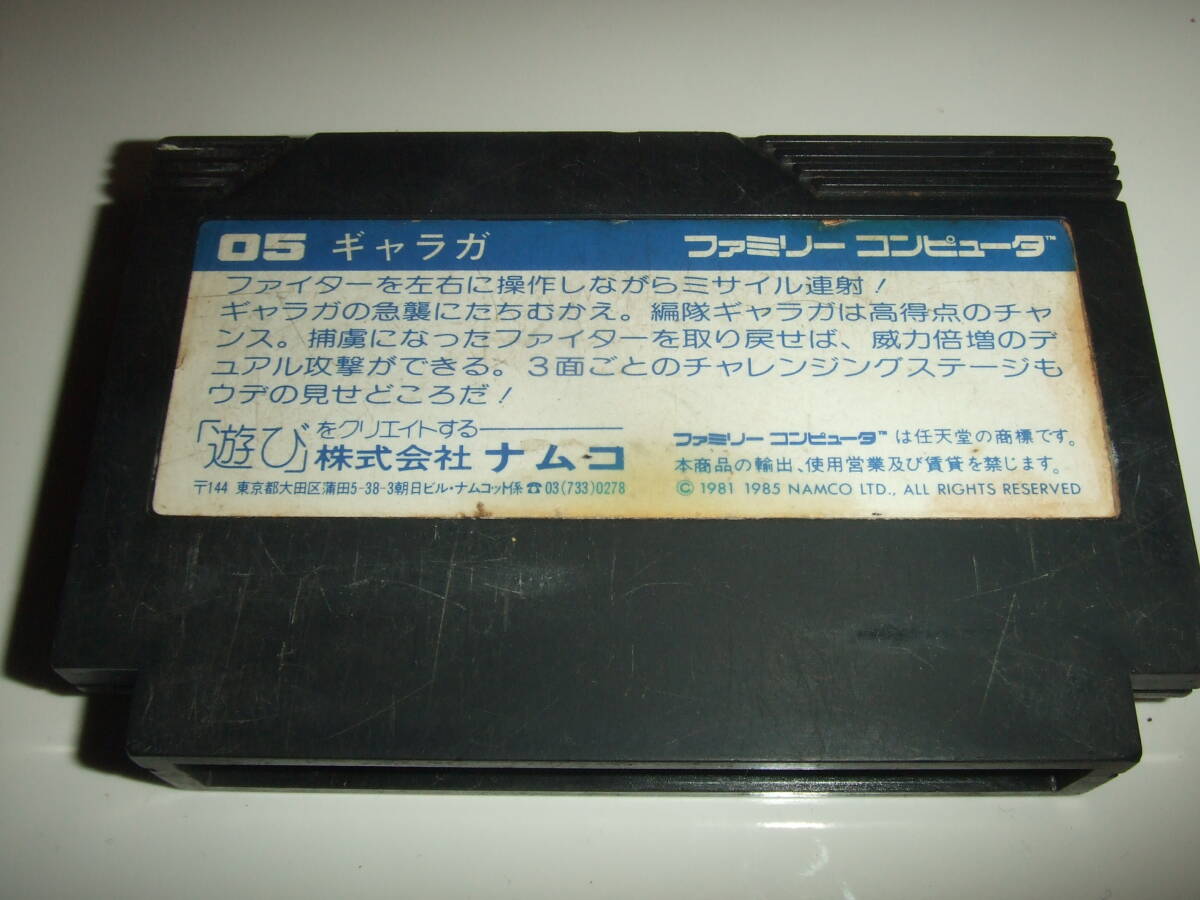 05 ギャラガ ファミリー コンピュータ™
ファイターを左右に操作しながらミサイル連射!
ギャラガの急襲にたちむかえ。編隊ギャラガは高得点のチャ
ンス。捕虜になったファイターを取り戻せば、威力倍増のデ
ュアル攻撃ができる。3面ごとのチャレンジングステージも
ウデの見せどころだ!
「遊び」をクリエイトする
株式会社 ナムコ
〒144 東京都大田区蒲田5-38-3朝日ビル・ナムコット係 ☎03(733)0278
ファミリー コンピュータ™は任天堂の商標です。
本商品の輸出、使用営業及び賃貸を禁じます。
© 1981 1985 NAMCO LTD., ALL RIGHTS RESERVED